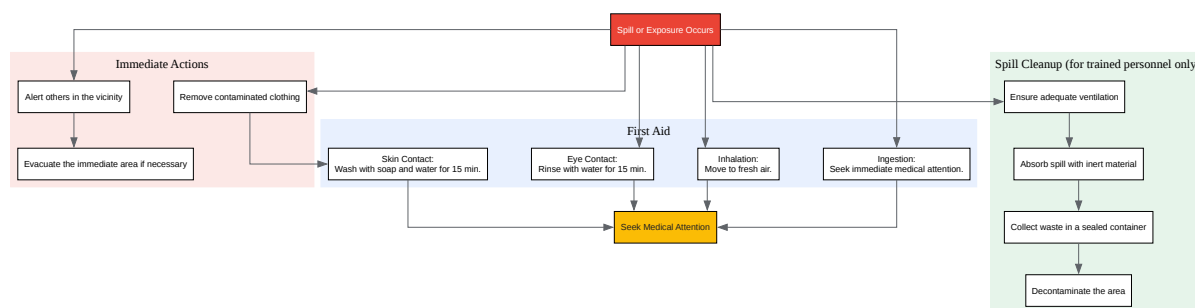 Spill or Exposure Occurs
Immediate Actions
Alert others in the vicinity
Remove contaminated clothing
Evacuate the immediate area if necessary
First Aid
Skin Contact:
Wash with soap and water for 15 min.
Eye Contact:
Rinse with water for 15 min.
Inhalation:
Move to fresh air.
Ingestion:
Seek immediate medical attention.
Seek Medical Attention
Spill Cleanup (for trained personnel only
Ensure adequate ventilation
Absorb spill with inert material
Collect waste in a sealed container
Decontaminate the area